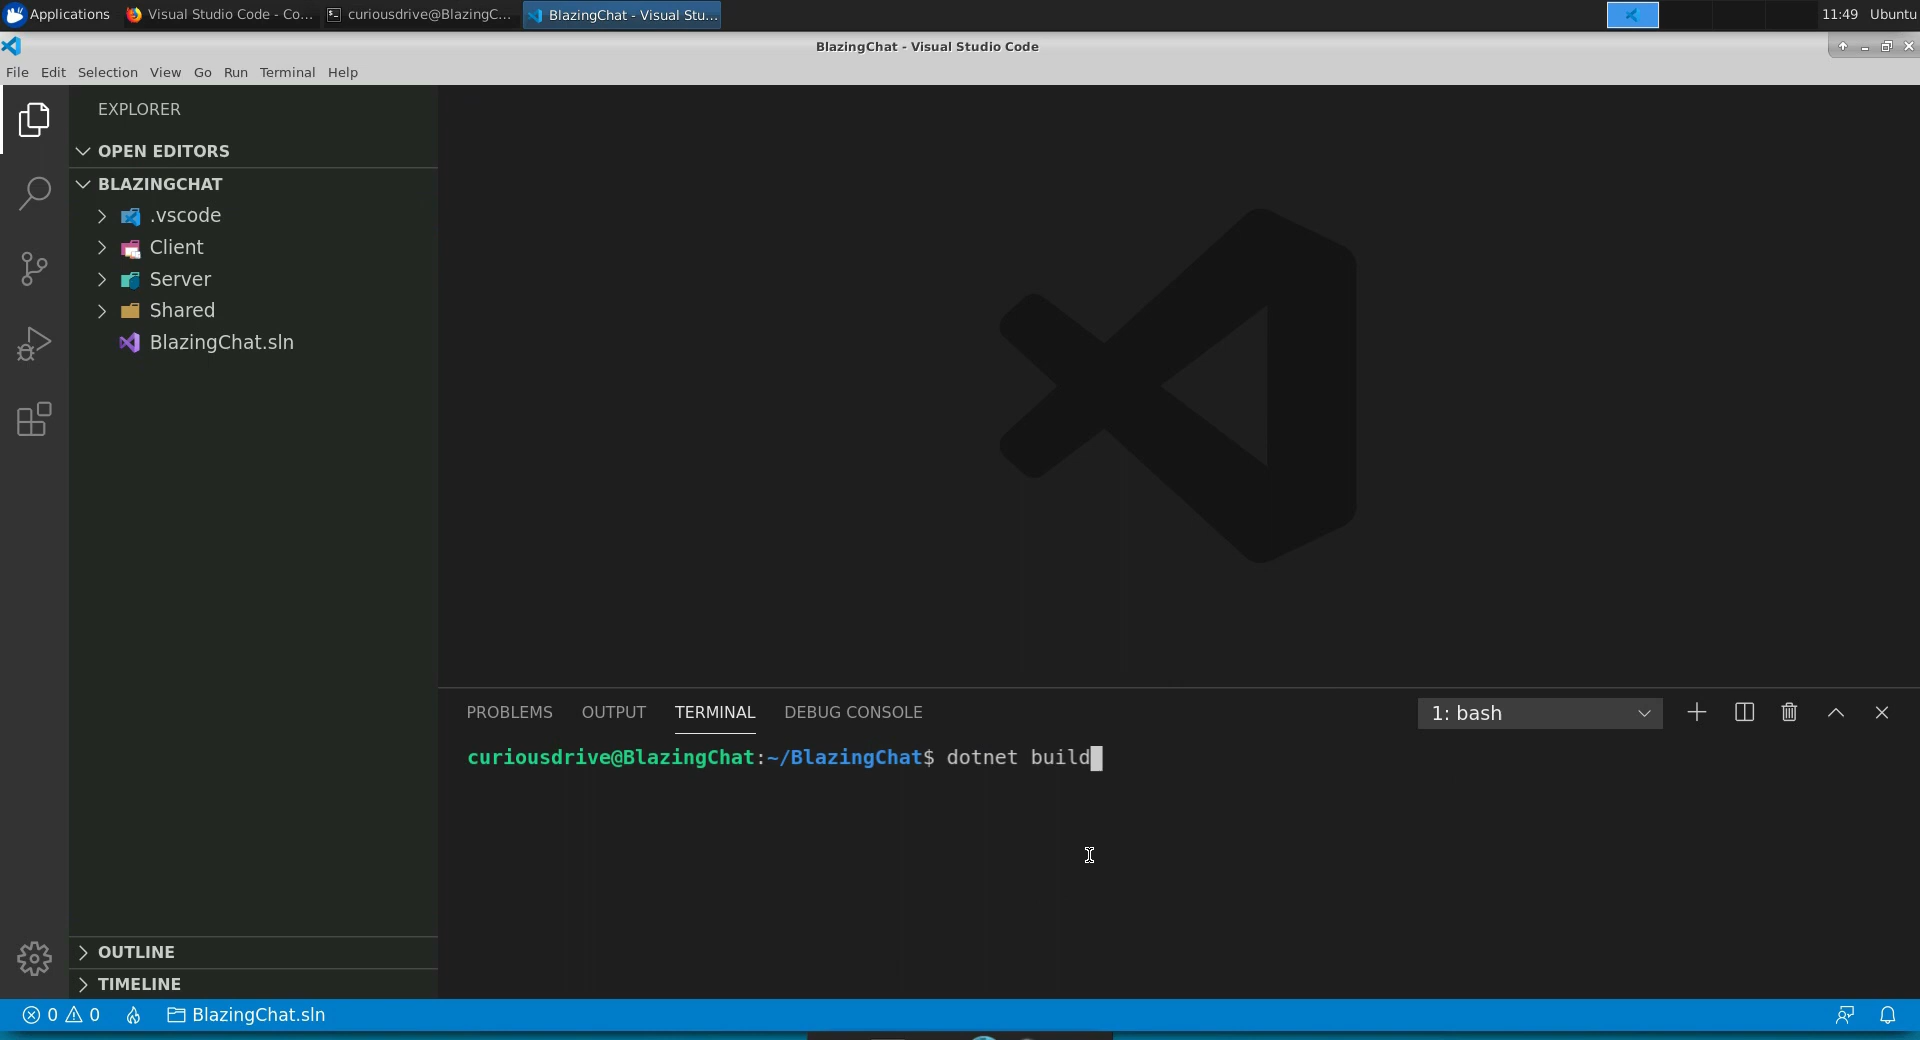 Applications Visual Studio Code - Co... curiousdrive@BlazingC... BlazingChat - Visual Stu... 11:49 Ubuntu
BlazingChat - Visual Studio Code
File Edit Selection View Go Run Terminal Help
EXPLORER
OPEN EDITORS
BLAZINGCHAT
.vscode
Client
Server
Shared
BlazingChat.sln
PROBLEMS OUTPUT TERMINAL DEBUG CONSOLE 1: bash
curiousdrive@BlazingChat:~/BlazingChat$ dotnet build
OUTLINE
TIMELINE
0 0 BlazingChat.sln